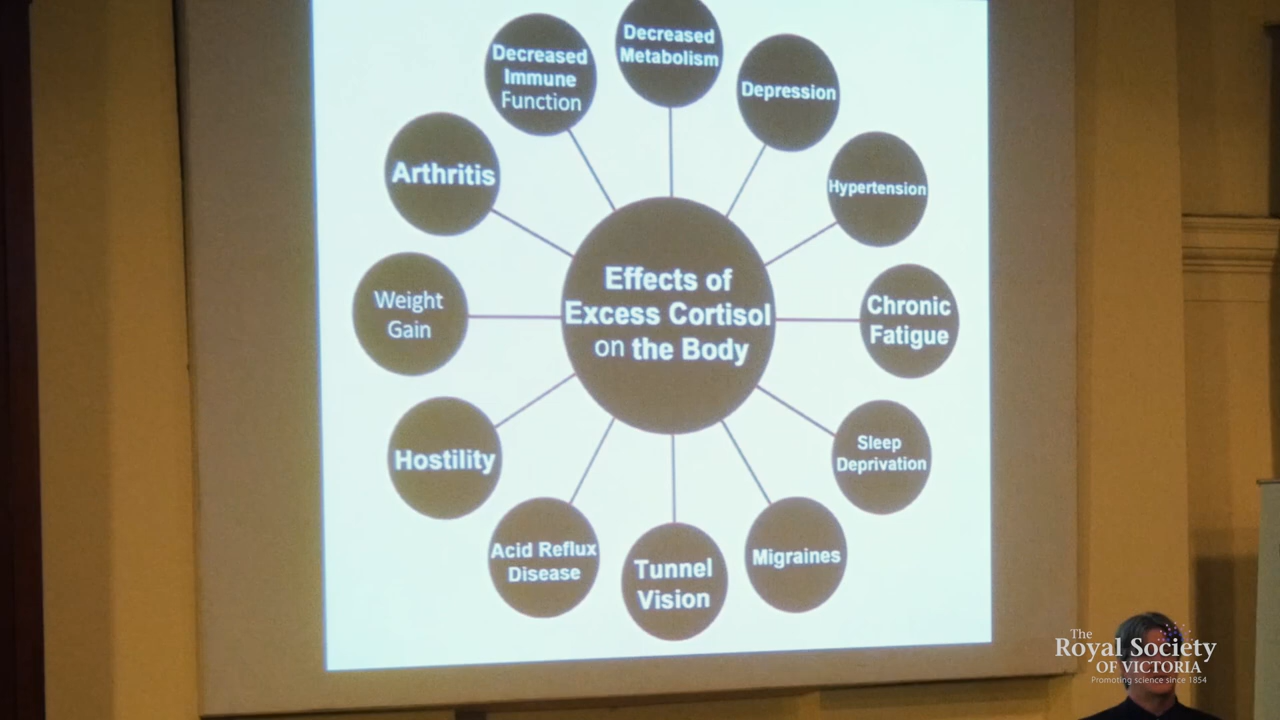 Effects of
Excess Cortisol
on the Body
Decreased
Metabolism
Depression
Hypertension
Chronic
Fatigue
Sleep
Deprivation
Migraines
Tunnel
Vision
Acid Reflux
Disease
Hostility
Weight
Gain
Arthritis
Decreased
Immune
Function
The
Royal Society
OF VICTORIA
Promoting science since 1854